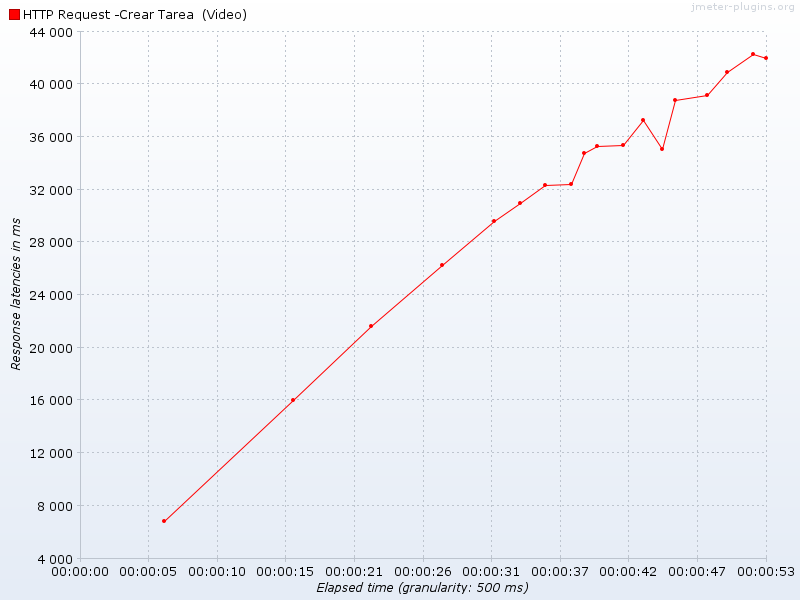 jmeter-plugins.org
HTTP Request -Crear Tarea (Video)
44 000
40 000
36 000
32 000
28 000
24 000
20 000
16 000
12 000
8 000
4 000
Response latencies in ms
00:00:00 00:00:05 00:00:10 00:00:15 00:00:21 00:00:26 00:00:31 00:00:37 00:00:42 00:00:47 00:00:53
Elapsed time (granularity: 500 ms)